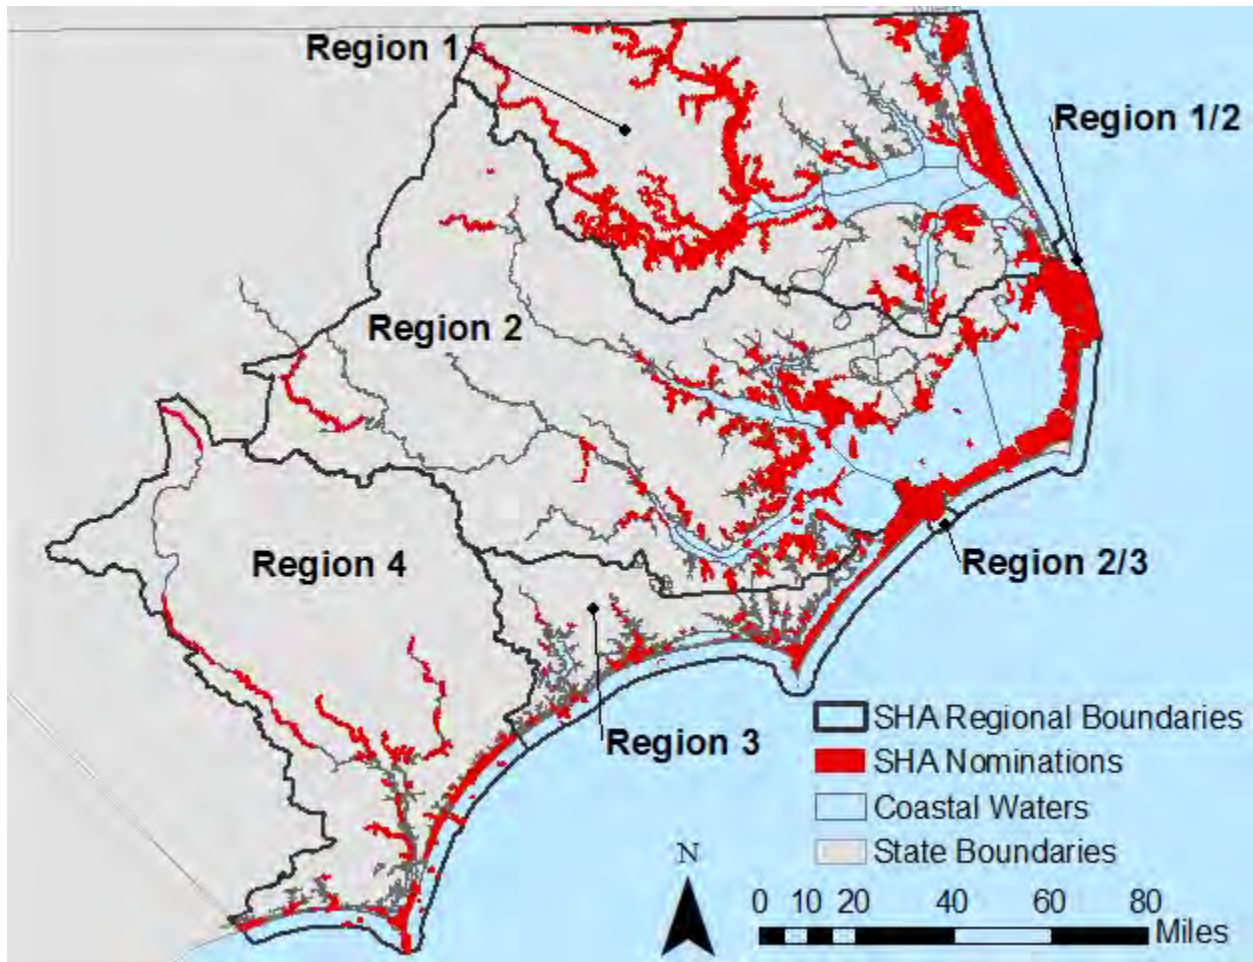 Region 1
Region 1/2
Region 2
Region 4
Region 2/3
Region 3
SHA Regional Boundaries
SHA Nominations
Coastal Waters
State Boundaries
N
0 10 20 40 60 80
Miles